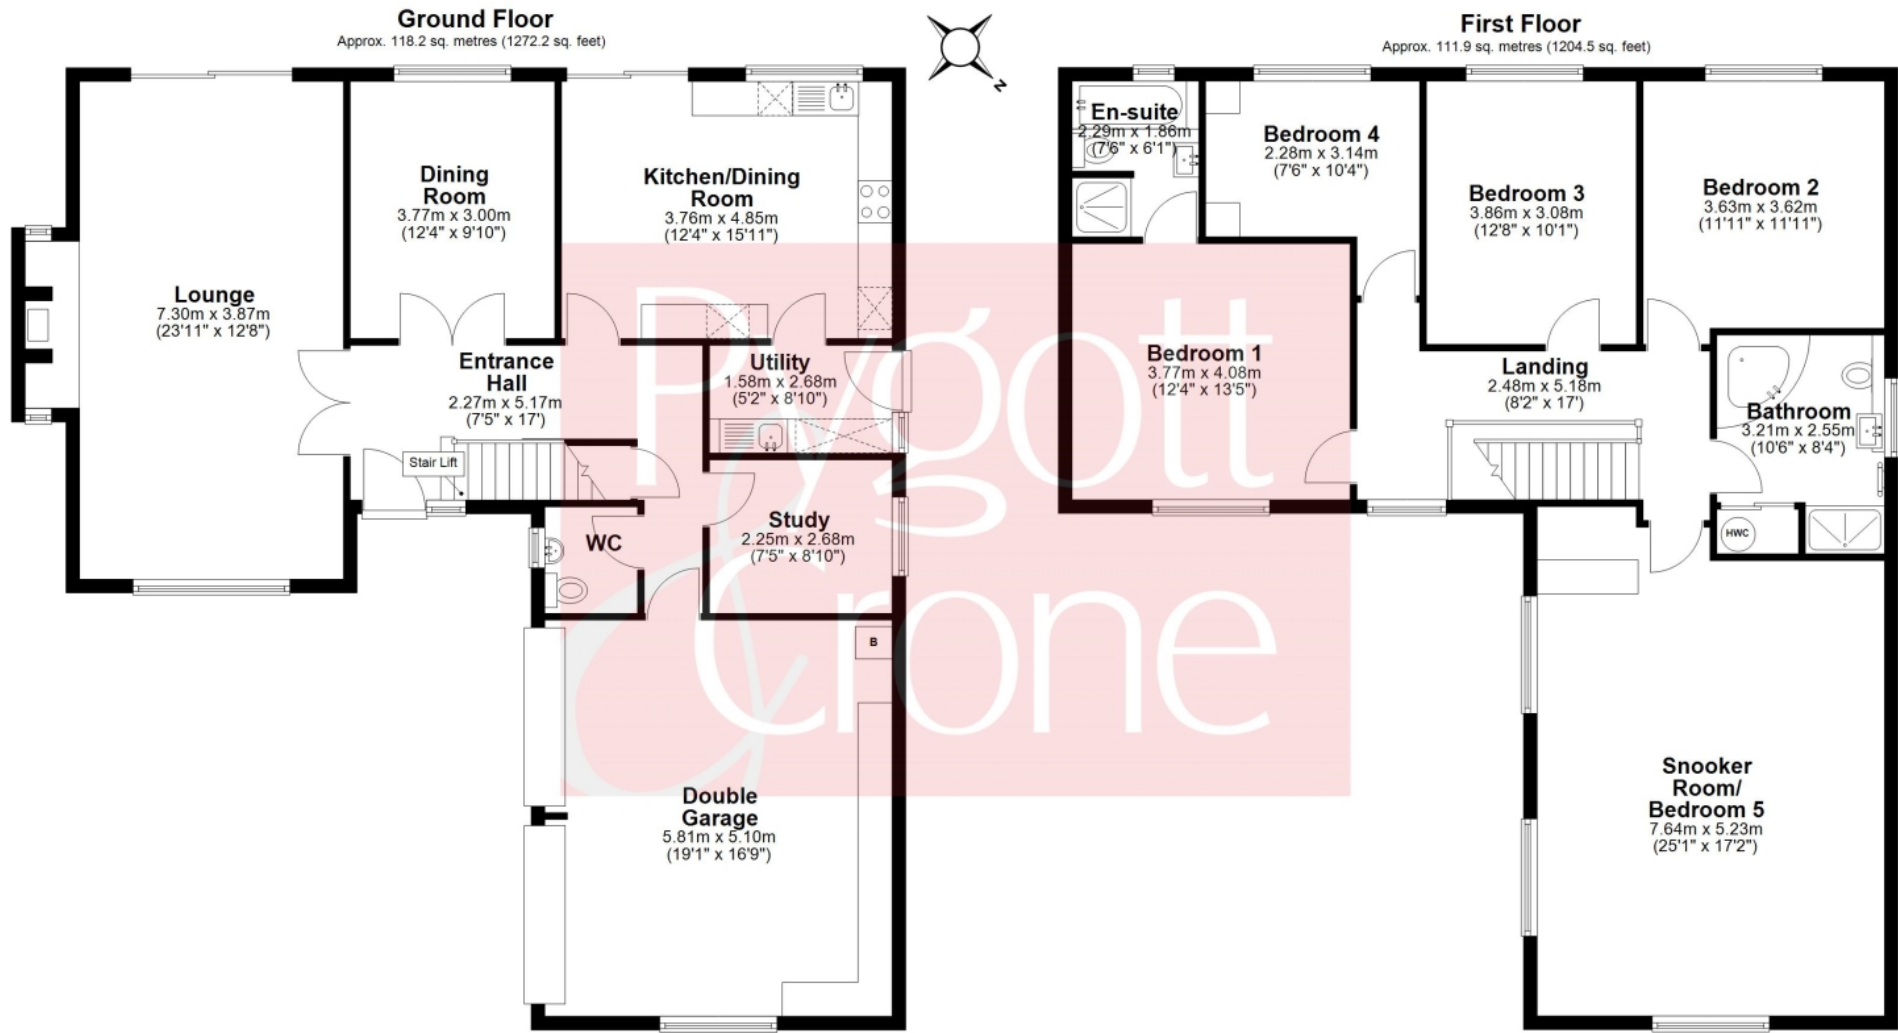 Ground Floor
Approx. 118.2 sq. metres (1272.2 sq. feet)
Lounge
7.30m x 3.87m
(23'11" x 12'8")
Dining
Room
3.77m x 3.00m
(12'4" x 9'10")
Kitchen/Dining
Room
3.76m x 4.85m
(12'4" x 15'11")
Entrance
Hall
2.27m x 5.17m
(7'5" x 17')
Utility
1.58m x 2.68m
(5'2" x 8'10")
Stair Lift
WC
Study
2.25m x 2.68m
(7'5" x 8'10")
B
Double
Garage
5.81m x 5.10m
(19'1" x 16'9")
N
First Floor
Approx. 111.9 sq. metres (1204.5 sq. feet)
En-suite
2.29m x 1.86m
(7'6" x 6'1")
Bedroom 4
2.28m x 3.14m
(7'6" x 10'4")
Bedroom 3
3.86m x 3.08m
(12'8" x 10'1")
Bedroom 2
3.63m x 3.62m
(11'11" x 11'11")
Bedroom 1
3.77m x 4.08m
(12'4" x 13'5")
Landing
2.48m x 5.18m
(8'2" x 17')
Bathroom
3.21m x 2.55m
(10'6" x 8'4")
HWC
Snooker
Room/
Bedroom 5
7.64m x 5.23m
(25'1" x 17'2")
Pygott
& Crone